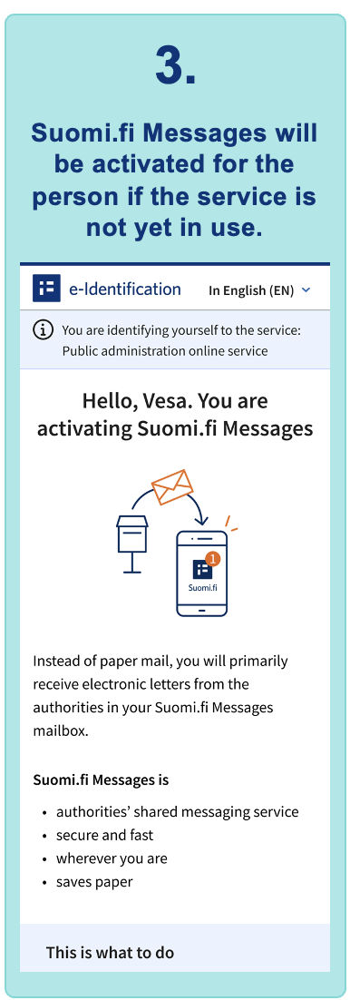 3.
Suomi.fi Messages will
be activated for the
person if the service is
not yet in use.
e-Identification
In English (EN)
You are identifying yourself to the service:
Public administration online service
Hello, Vesa. You are
activating Suomi.fi Messages
1
Suomi.fi
Instead of paper mail, you will primarily
receive electronic letters from the
authorities in your Suomi.fi Messages
mailbox.
Suomi.fi Messages is
• authorities’ shared messaging service
• secure and fast
• wherever you are
• saves paper
This is what to do